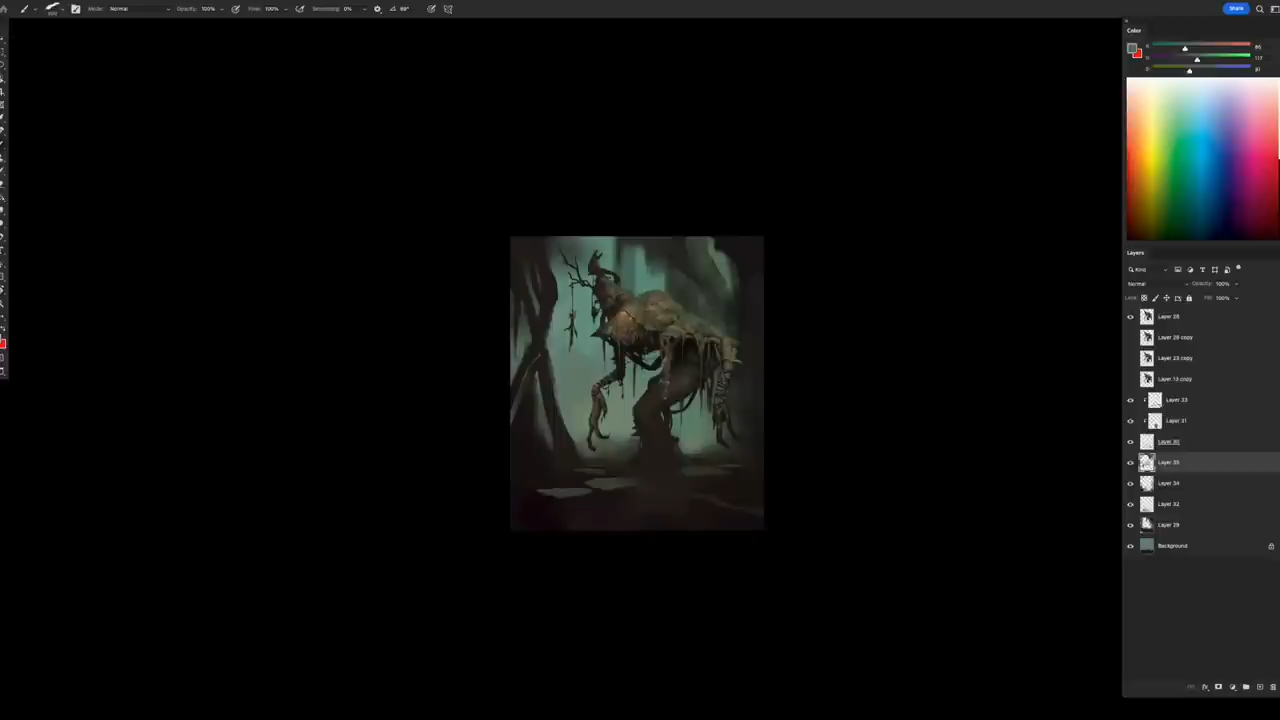 Mode: Normal Opacity: 100% Flow: 100% Smoothing: 0% 69° Share
Color
Layers
Kind
Normal Opacity: 100%
Lock: Fill: 100%
Layer 28
Layer 28 copy
Layer 23 copy
Layer 13 copy
Layer 33
Layer 31
Layer 30
Layer 35
Layer 34
Layer 32
Layer 29
Background